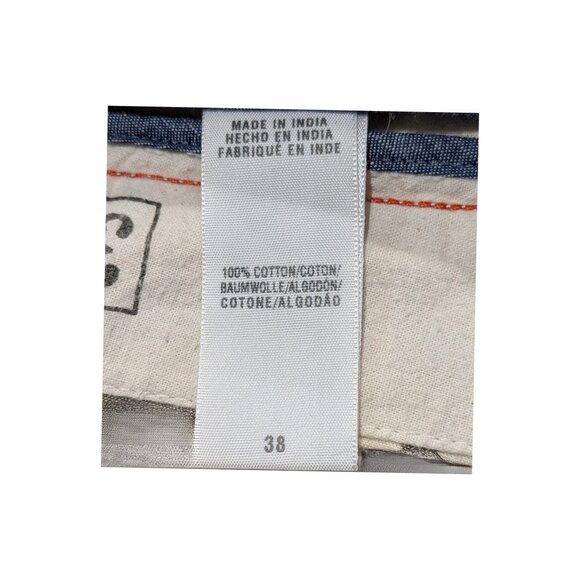 MADE IN INDIA
HECHO EN INDIA
FABRIQUÉ EN INDE
100% COTTON/COTON/
BAUMWOLLE/ALGODÓN/
COTONE/ALGODÃO
38